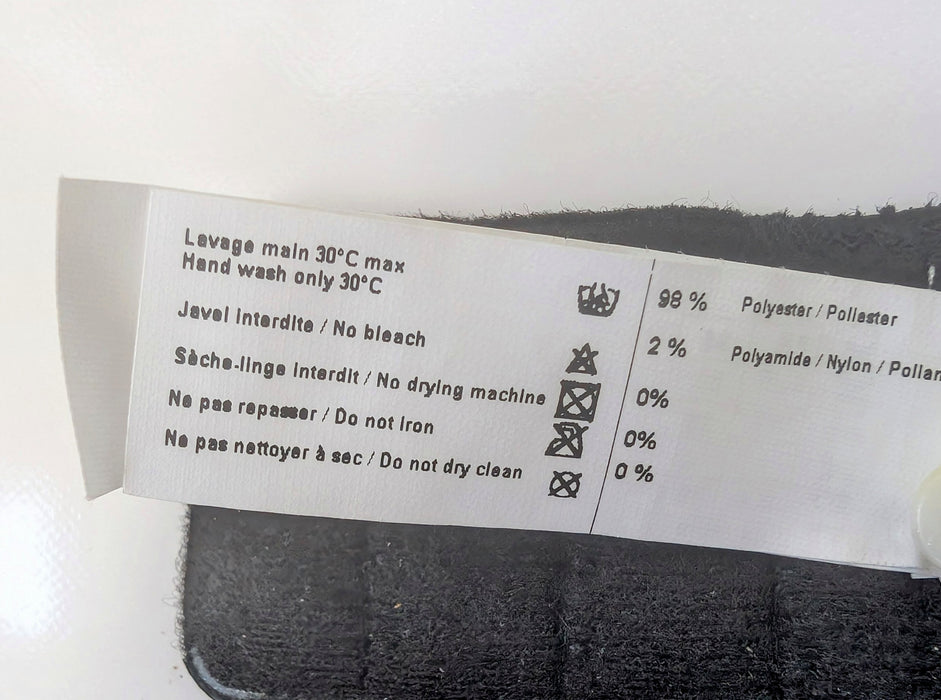 Lavage main 30°C max
Hand wash only 30°C
Javel interdite / No bleach
Sèche-linge interdit / No drying machine
Ne pas repasser / Do not iron
Ne pas nettoyer à sec / Do not dry clean
98 % Polyester / Poliester
2 % Polyamide / Nylon /
0%
0%
0 %